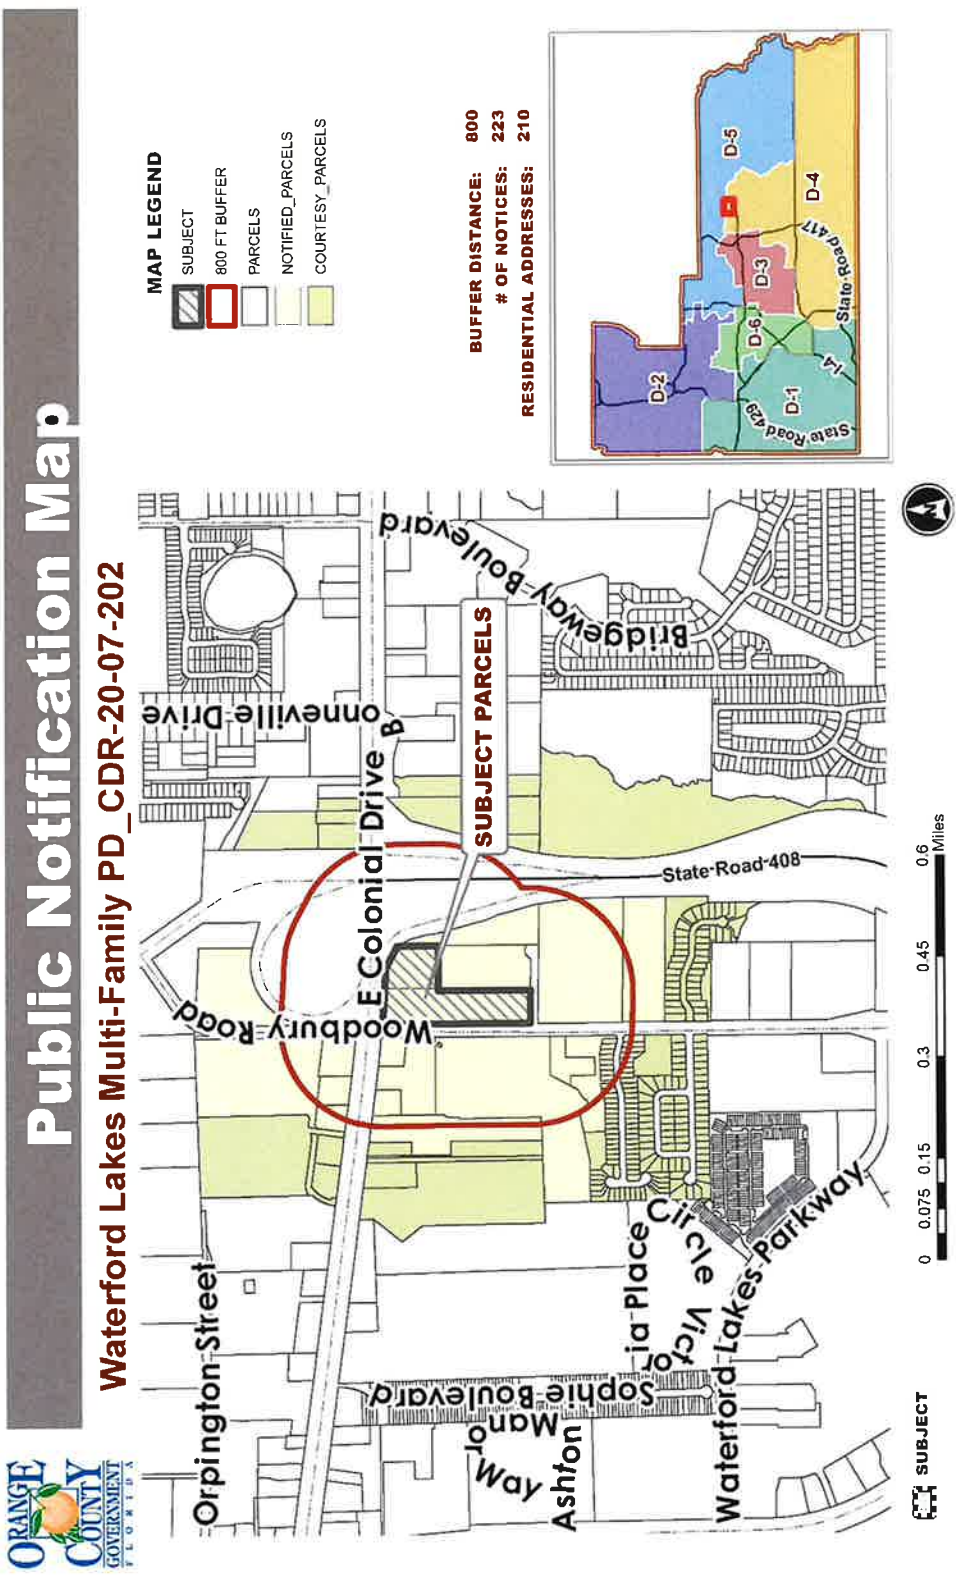 ORANGE
COUNTY
GOVERNMENT
FLORIDA
Public Notification Map
Waterford Lakes Multi-Family PD_CDR-20-07-202
MAP LEGEND
SUBJECT
800 FT BUFFER
PARCELS
NOTIFIED_PARCELS
COURTESY_PARCELS
BUFFER DISTANCE: 800
# OF NOTICES: 223
RESIDENTIAL ADDRESSES: 210
Orpington Street
Woodbury Road
Bonneville Drive
E Colonial Drive
Bridgeway Boulevard
SUBJECT PARCELS
State Road 408
Sophie Boulevard
Ashton
Manor
Way
Victoria Place
Circle
Waterford Lakes Parkway
D-2
D-5
D-6
D-3
D-1
D-4
State Road 429
I-4
State Road 417
N
SUBJECT
0 0.075 0.15 0.3 0.45 0.6
Miles